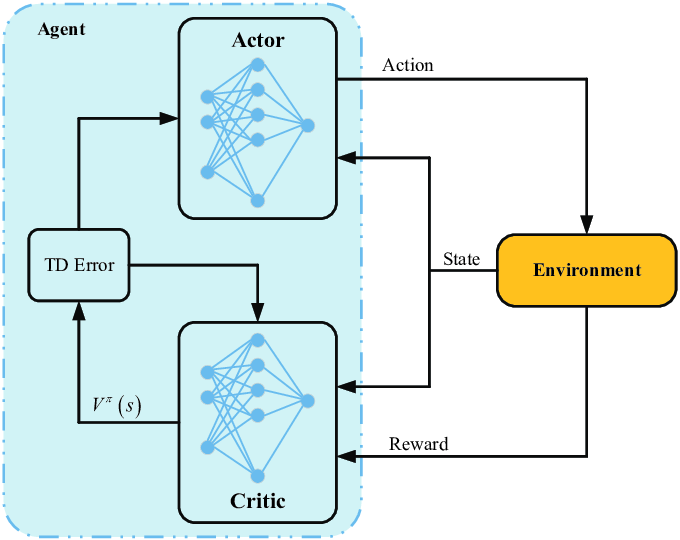 Agent
Actor
Action
TD Error
State
Environment
V^π (s)
Reward
Critic